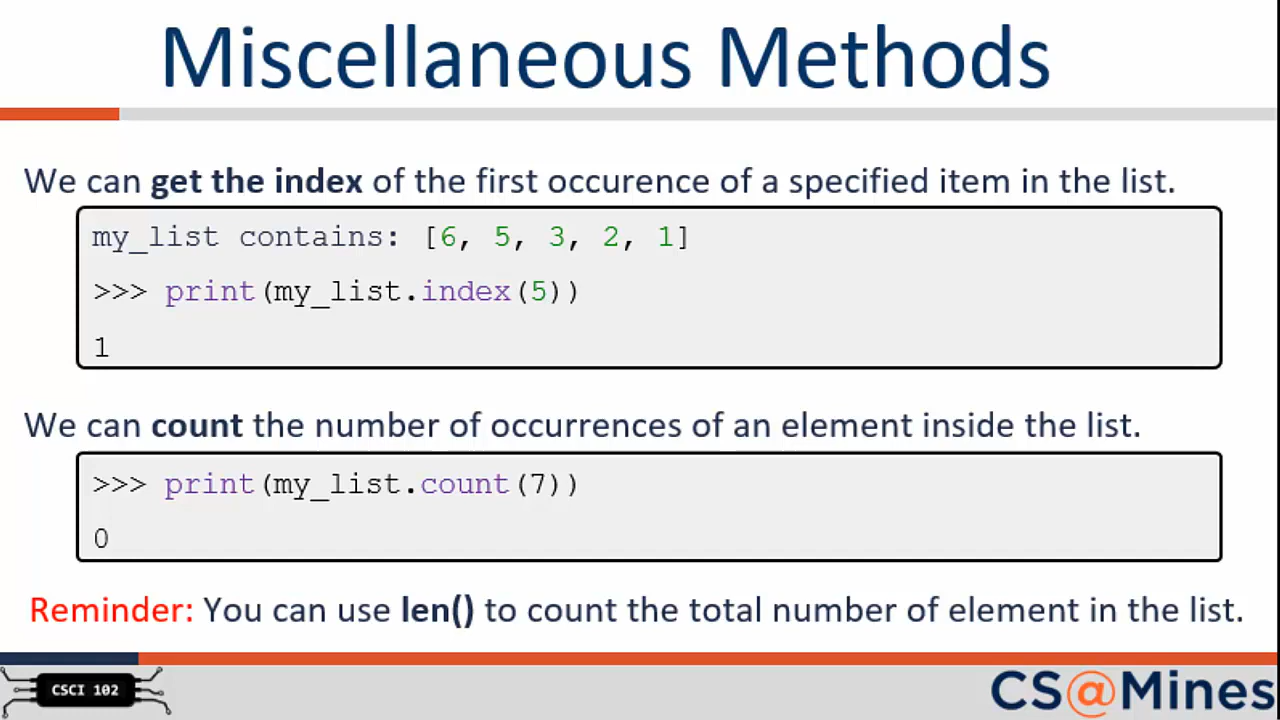 Miscellaneous Methods
We can get the index of the first occurence of a specified item in the list.
my_list contains: [6, 5, 3, 2, 1]
>>> print(my_list.index(5))
1
We can count the number of occurrences of an element inside the list.
>>> print(my_list.count(7))
0
Reminder: You can use len() to count the total number of element in the list.
CSCI 102
CS@Mines